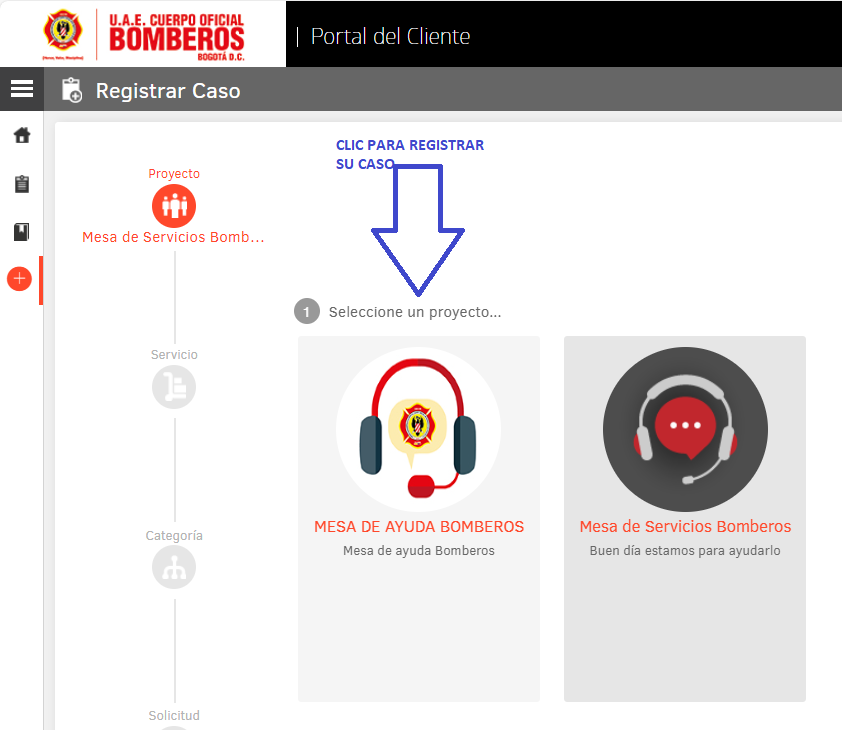 U.A.E. CUERPO OFICIAL
BOMBEROS
BOGOTÁ D.C.
| Portal del Cliente
Registrar Caso
CLIC PARA REGISTRAR
SU CASO
Proyecto
Mesa de Servicios Bomb...
1 Seleccione un proyecto...
Servicio
Categoría
Solicitud
MESA DE AYUDA BOMBEROS
Mesa de ayuda Bomberos
Mesa de Servicios Bomberos
Buen día estamos para ayudarlo